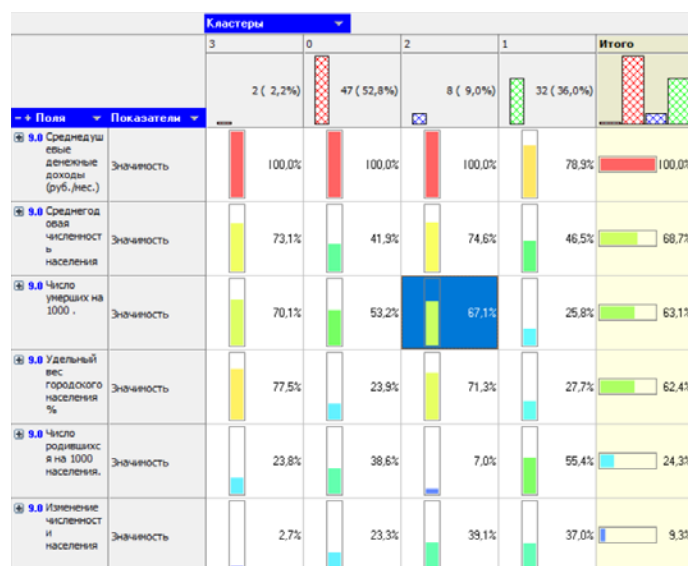 Кластеры
3 0 2 1 Итого
2 ( 2,2%) 47 (52,8%) 8 ( 9,0%) 32 (36,0%)
− + Поля Показатели
9.0 Среднедуш
евые
денежные
доходы
(руб./мес.)
Значимость 100,0% 100,0% 100,0% 78,9% 100,0%
9.0 Среднегод
овая
численност
ь
населения
Значимость 73,1% 41,9% 74,6% 46,5% 68,7%
9.0 Число
умерших на
1000 .
Значимость 70,1% 53,2% 67,1% 25,8% 63,1%
9.0 Удельный
вес
городского
населения
%
Значимость 77,5% 23,9% 71,3% 27,7% 62,4%
9.0 Число
родившихс
я на 1000
населения.
Значимость 23,8% 38,6% 7,0% 55,4% 24,3%
9.0 Изменение
численност
и
населения
Значимость 2,7% 23,3% 39,1% 37,0% 9,3%